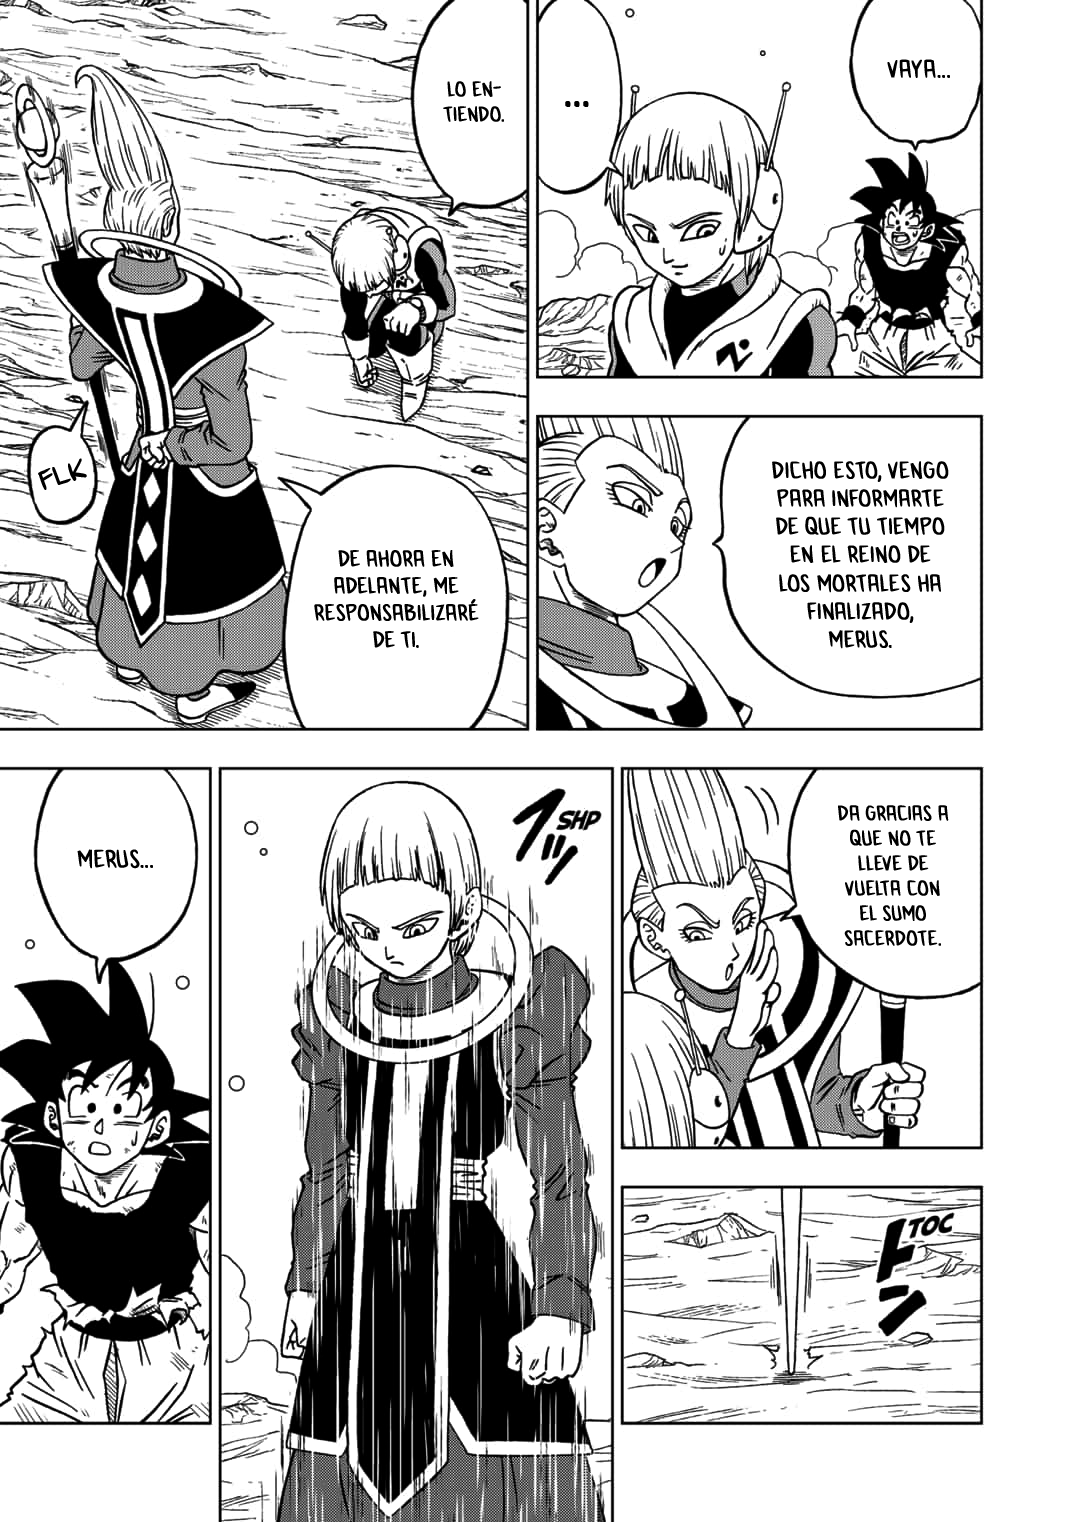 VAYA...
...
DICHO ESTO, VENGO
PARA INFORMARTE
DE QUE TU TIEMPO
EN EL REINO DE
LOS MORTALES HA
FINALIZADO,
MERUS.
LO EN-
TIENDO.
FLK
DE AHORA EN
ADELANTE, ME
RESPONSABILIZARÉ
DE TI.
DA GRACIAS A
QUE NO TE
LLEVE DE
VUELTA CON
EL SUMO
SACERDOTE.
トン
TOC
SHP
MERUS...